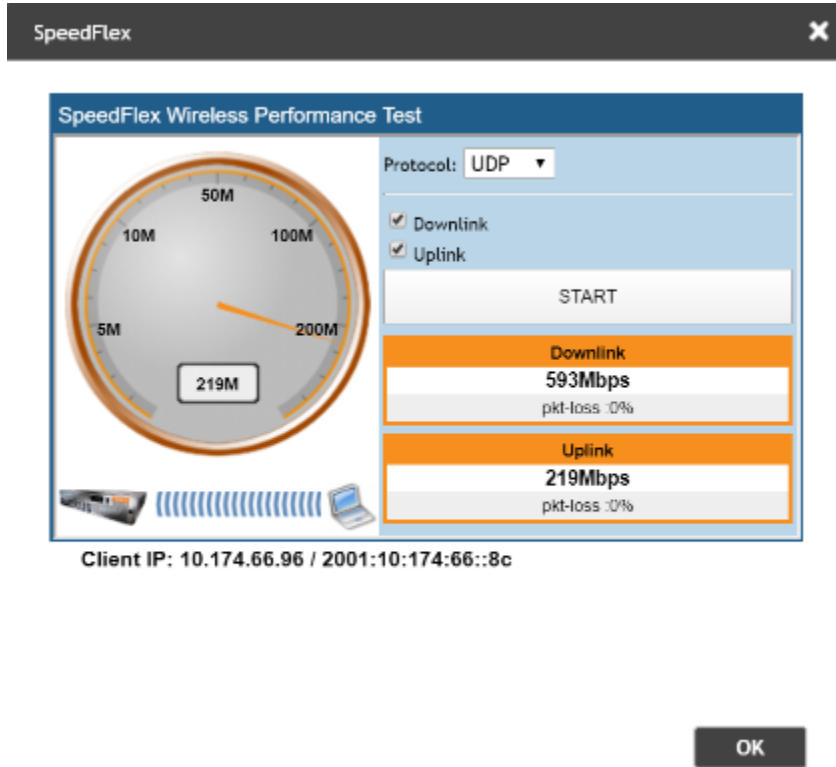 SpeedFlex
SpeedFlex Wireless Performance Test
50M
10M
100M
5M
200M
219M
Protocol: UDP
Downlink
Uplink
START
Downlink
593Mbps
pkt-loss :0%
Uplink
219Mbps
pkt-loss :0%
Client IP: 10.174.66.96 / 2001:10:174:66::8c
OK